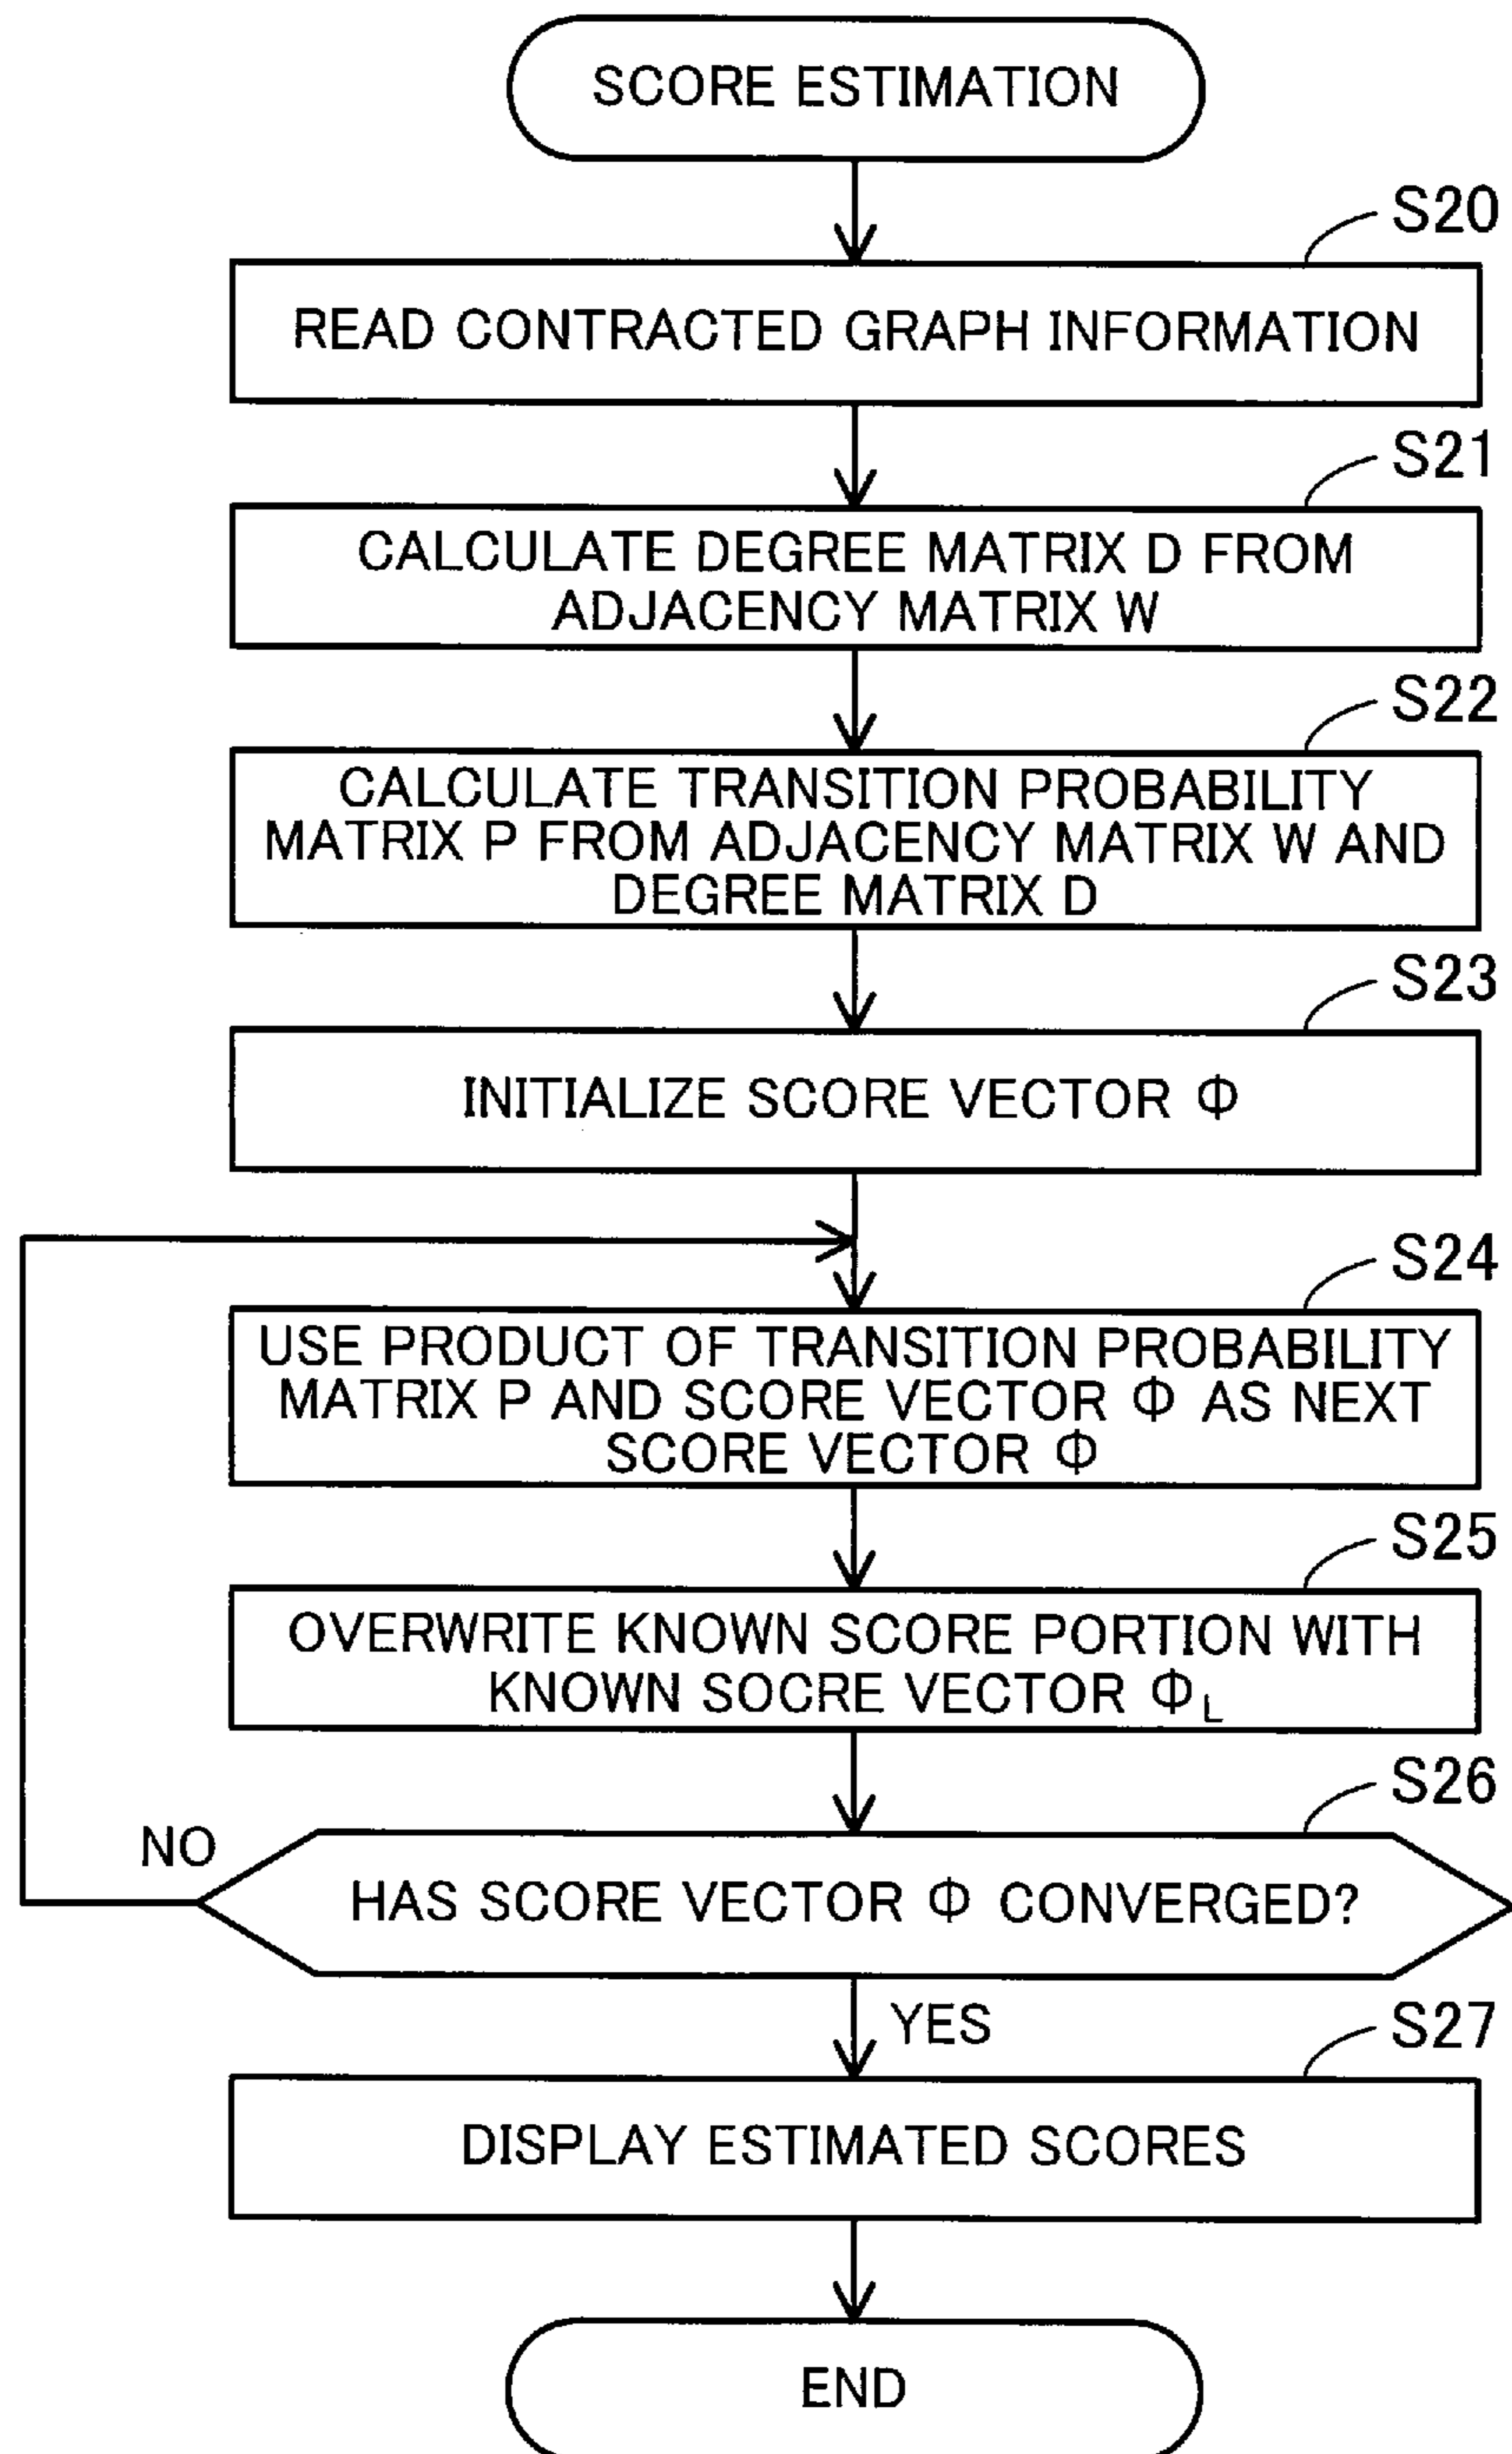 SCORE ESTIMATION
S20
READ CONTRACTED GRAPH INFORMATION
S21
CALCULATE DEGREE MATRIX D FROM
ADJACENCY MATRIX W
S22
CALCULATE TRANSITION PROBABILITY
MATRIX P FROM ADJACENCY MATRIX W AND
DEGREE MATRIX D
S23
INITIALIZE SCORE VECTOR Φ
S24
USE PRODUCT OF TRANSITION PROBABILITY
MATRIX P AND SCORE VECTOR Φ AS NEXT
SCORE VECTOR Φ
S25
OVERWRITE KNOWN SCORE PORTION WITH
KNOWN SOCRE VECTOR ΦL
S26
NO
HAS SCORE VECTOR Φ CONVERGED?
YES
S27
DISPLAY ESTIMATED SCORES
END